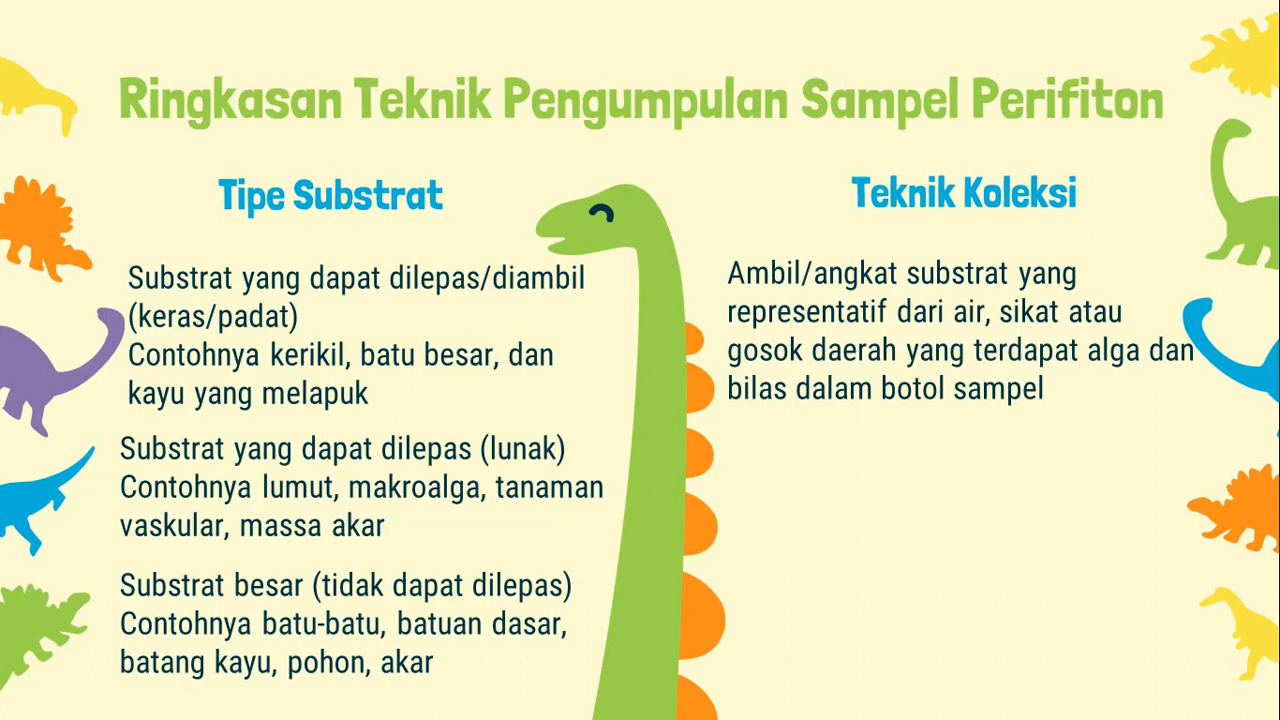 Ringkasan Teknik Pengumpulan Sampel Perifiton
Tipe Substrat
Substrat yang dapat dilepas/diambil
(keras/padat)
Contohnya kerikil, batu besar, dan
kayu yang melapuk
Substrat yang dapat dilepas (lunak)
Contohnya lumut, makroalga, tanaman
vaskular, massa akar
Substrat besar (tidak dapat dilepas)
Contohnya batu-batu, batuan dasar,
batang kayu, pohon, akar
Teknik Koleksi
Ambil/angkat substrat yang
representatif dari air, sikat atau
gosok daerah yang terdapat alga dan
bilas dalam botol sampel